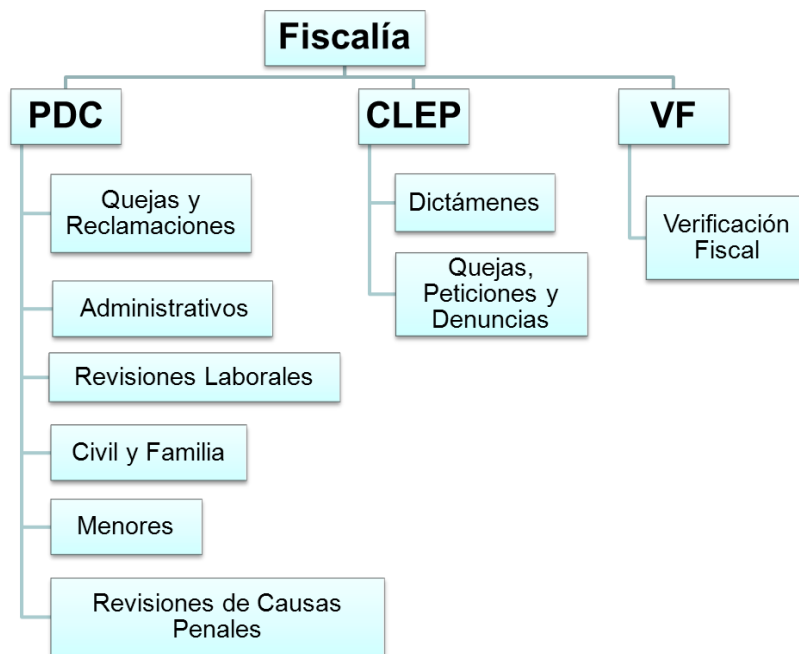 Fiscalía
PDC
CLEP
VF
Quejas y
Reclamaciones
Administrativos
Revisiones Laborales
Civil y Familia
Menores
Revisiones de Causas
Penales
Dictámenes
Quejas,
Peticiones y
Denuncias
Verificación
Fiscal